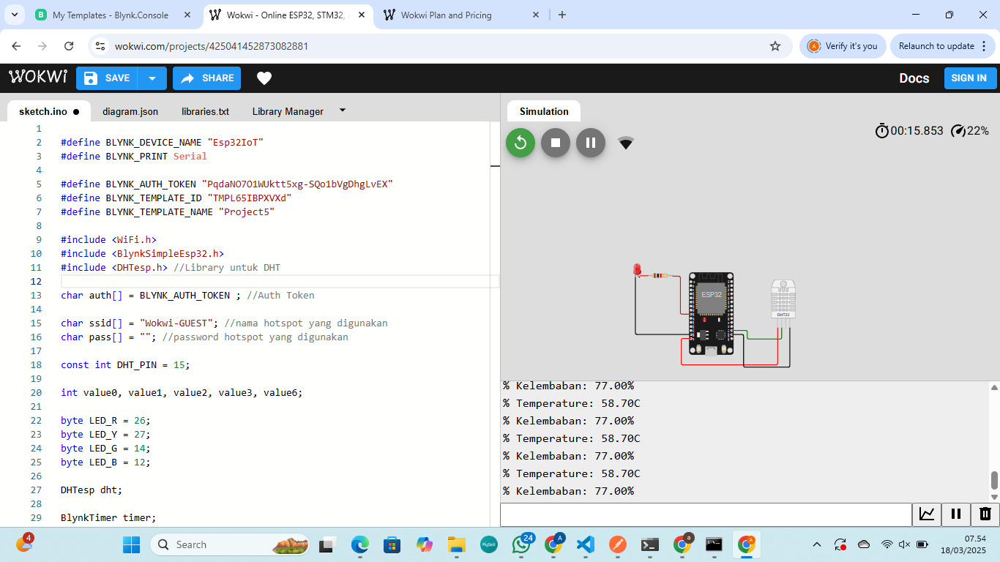 My Templates - Blynk.Console
Wokwi - Online ESP32, STM32,
Wokwi Plan and Pricing
wokwi.com/projects/425041452873082881
Verify it's you
Relaunch to update
WOKWI
SAVE
SHARE
Docs
SIGN IN
sketch.ino
diagram.json
libraries.txt
Library Manager
Simulation
00:15.853
22%
1
2 #define BLYNK_DEVICE_NAME "Esp32IoT"
3 #define BLYNK_PRINT Serial
4
5 #define BLYNK_AUTH_TOKEN "PqdaNO7O1WUktt5xg-SQo1bVgDhgLvEX"
6 #define BLYNK_TEMPLATE_ID "TMPL65IBPXVXd"
7 #define BLYNK_TEMPLATE_NAME "Project5"
8
9 #include <WiFi.h>
10 #include <BlynkSimpleEsp32.h>
11 #include <DHTesp.h> //Library untuk DHT
12
13 char auth[] = BLYNK_AUTH_TOKEN ; //Auth Token
14
15 char ssid[] = "Wokwi-GUEST"; //nama hotspot yang digunakan
16 char pass[] = ""; //password hotspot yang digunakan
17
18 const int DHT_PIN = 15;
19
20 int value0, value1, value2, value3, value6;
21
22 byte LED_R = 26;
23 byte LED_Y = 27;
24 byte LED_G = 14;
25 byte LED_B = 12;
26
27 DHTesp dht;
28
29 BlynkTimer timer;
ESP32
DHT22
% Kelembaban: 77.00%
% Temperature: 58.70C
% Kelembaban: 77.00%
% Temperature: 58.70C
% Kelembaban: 77.00%
% Temperature: 58.70C
% Kelembaban: 77.00%
4
Search
MySkill
24
A
a
07.54
18/03/2025